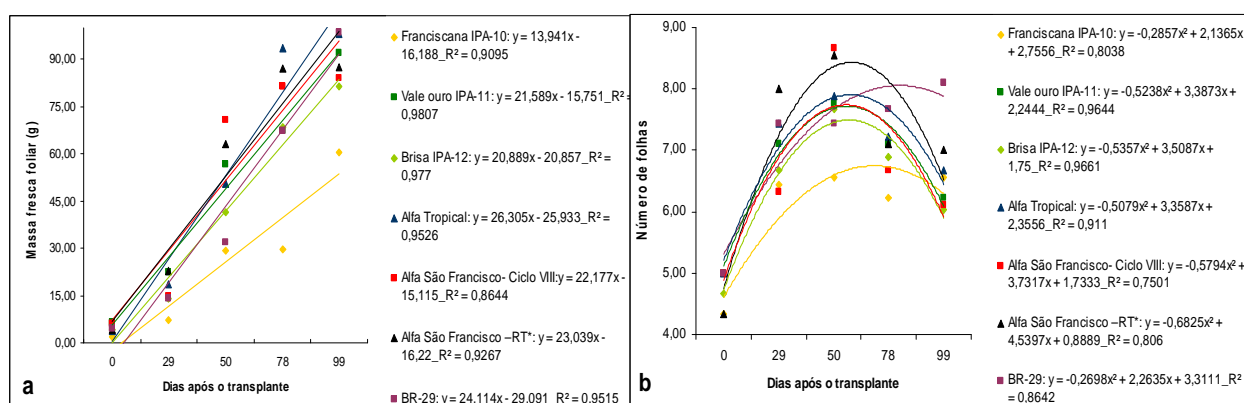 Massa fresca foliar (g)
90,00
75,00
60,00
45,00
30,00
15,00
0,00
0 29 50 78 99
Dias após o transplante
a
Franciscana IPA-10: y = 13,941x -
16,188_R² = 0,9095
Vale ouro IPA-11: y = 21,589x - 15,751_R² =
0,9807
Brisa IPA-12: y = 20,889x - 20,857_R² =
0,977
Alfa Tropical: y = 26,305x - 25,933_R² =
0,9526
Alfa São Francisco- Ciclo VIII: y = 22,177x -
15,115_R² = 0,8644
Alfa São Francisco –RT*: y = 23,039x -
16,22_R² = 0,9267
BR-29: y = 24,114x - 29,091_R² = 0,9515
Número de folhas
9,00
8,00
7,00
6,00
5,00
4,00
0 29 50 78 99
Dias após o transplante
b
Franciscana IPA-10: y = -0,2857x² + 2,1365x
+ 2,7556_R² = 0,8038
Vale ouro IPA-11: y = -0,5238x² + 3,3873x +
2,2444_R² = 0,9644
Brisa IPA-12: y = -0,5357x² + 3,5087x +
1,75_R² = 0,9661
Alfa Tropical: y = -0,5079x² + 3,3587x +
2,3556_R² = 0,911
Alfa São Francisco- Ciclo VIII:y = -0,5794x² +
3,7317x + 1,7333_R² = 0,7501
Alfa São Francisco –RT*: y = -0,6825x² +
4,5397x + 0,8889_R² = 0,806
BR-29: y = -0,2698x² + 2,2635x + 3,3111_R²
= 0,8642